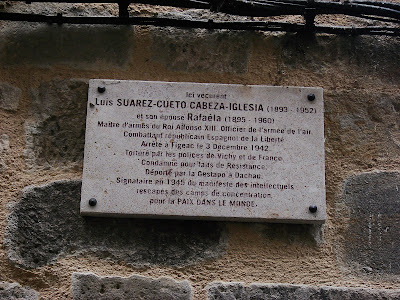 Ici vécurent
Luis SUAREZ-CUETO CABEZA-IGLESIA (1893 - 1952)
et son épouse Rafaëla (1895 - 1960)
Maître d'armes du Roi Alfonso XIII. Officier de l'armée de l'air.
Combattant républicain Espagnol de la Liberté
Arrêté à Figeac le 3 Décembre 1942.
Torturé par les polices de Vichy et de Franco.
Condamné pour faits de Résistance.
Déporté par la Gestapo à Dachau.
Signataire en 1945 du manifeste des intellectuels
rescapés des camps de concentration
pour la PAIX DANS LE MONDE.